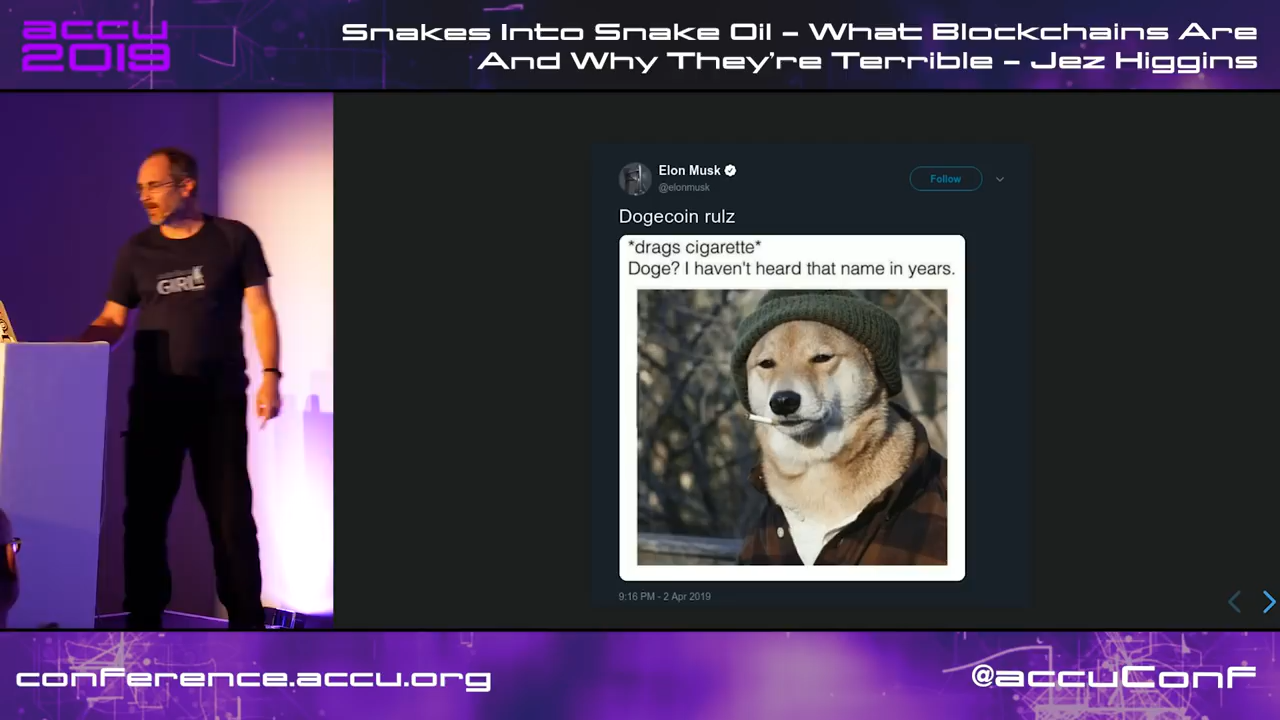 accu
2019
Snakes Into Snake Oil – What Blockchains Are
And Why They're Terrible – Jez Higgins
Elon Musk
@elonmusk
Follow
Dogecoin rulz
*drags cigarette*
Doge? I haven't heard that name in years.
9:16 PM - 2 Apr 2019
GIRL
conference.accu.org
@accuConf